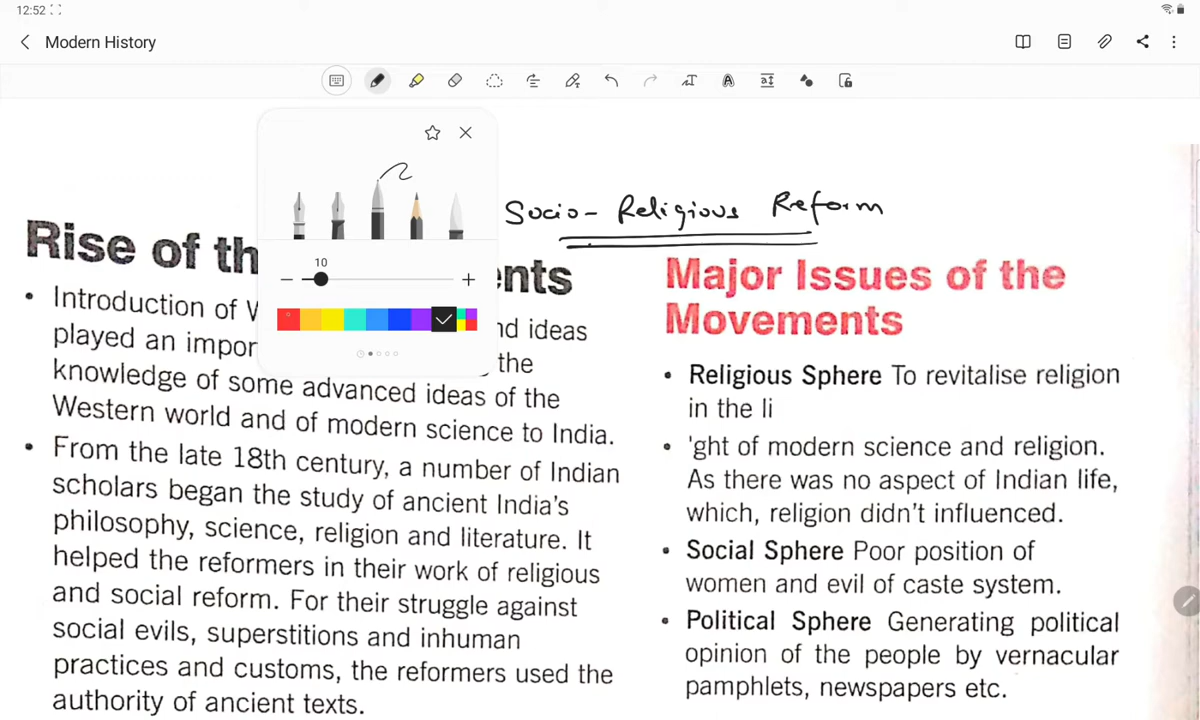 12:52
Modern History
Socio - Religious Reform
Rise of th
nts
10
Introduction of W
nd ideas
played an impor
the
knowledge of some advanced ideas of the
Western world and of modern science to India.
• From the late 18th century, a number of Indian
scholars began the study of ancient India's
philosophy, science, religion and literature. It
helped the reformers in their work of religious
and social reform. For their struggle against
social evils, superstitions and inhuman
practices and customs, the reformers used the
authority of ancient texts.
Major Issues of the
Movements
• Religious Sphere To revitalise religion
in the li
• 'ght of modern science and religion.
As there was no aspect of Indian life,
which, religion didn't influenced.
• Social Sphere Poor position of
women and evil of caste system.
• Political Sphere Generating political
opinion of the people by vernacular
pamphlets, newspapers etc.